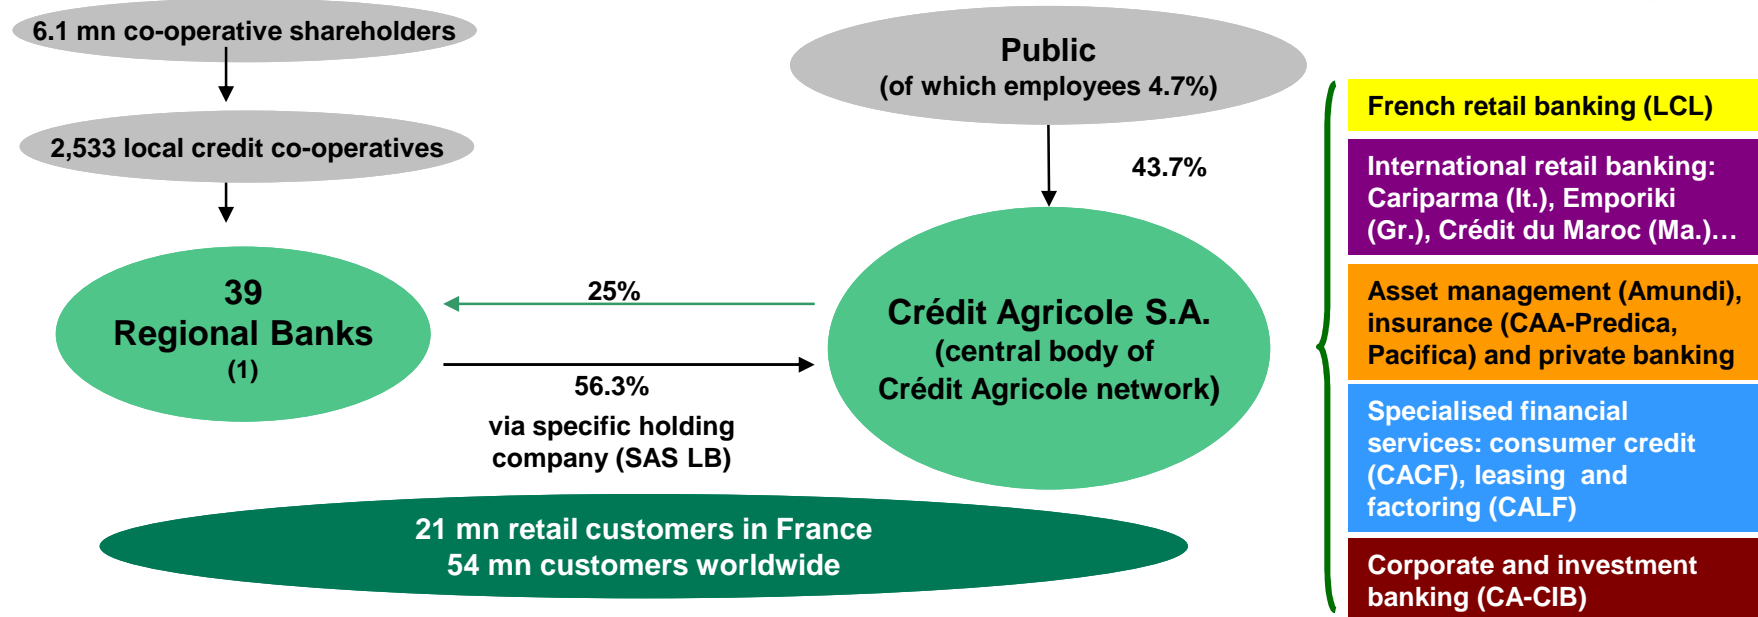 6.1 mn co-operative shareholders
2,533 local credit co-operatives
39
Regional Banks
(1)
25%
56.3%
via specific holding
company (SAS LB)
Public
(of which employees 4.7%)
43.7%
Crédit Agricole S.A.
(central body of
Crédit Agricole network)
21 mn retail customers in France
54 mn customers worldwide
French retail banking (LCL)
International retail banking:
Cariparma (It.), Emporiki
(Gr.), Crédit du Maroc (Ma.)…
Asset management (Amundi),
insurance (CAA-Predica,
Pacifica) and private banking
Specialised financial
services: consumer credit
(CACF), leasing and
factoring (CALF)
Corporate and investment
banking (CA-CIB)